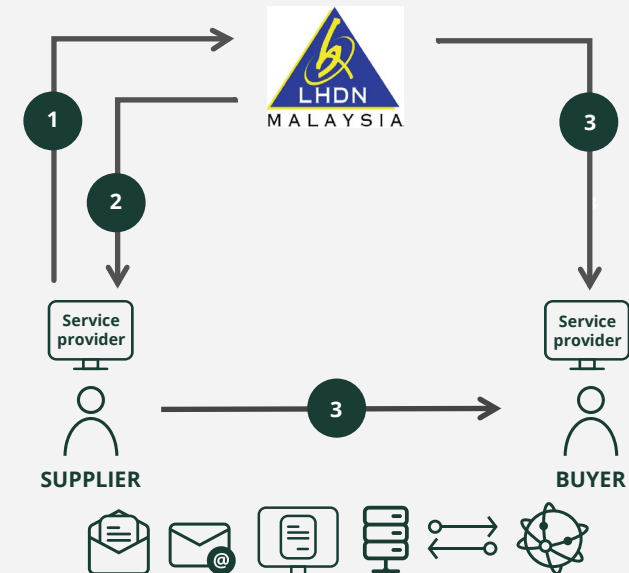 LHDN
MALAYSIA
1
3
2
Service
provider
Service
provider
3
SUPPLIER
BUYER
@